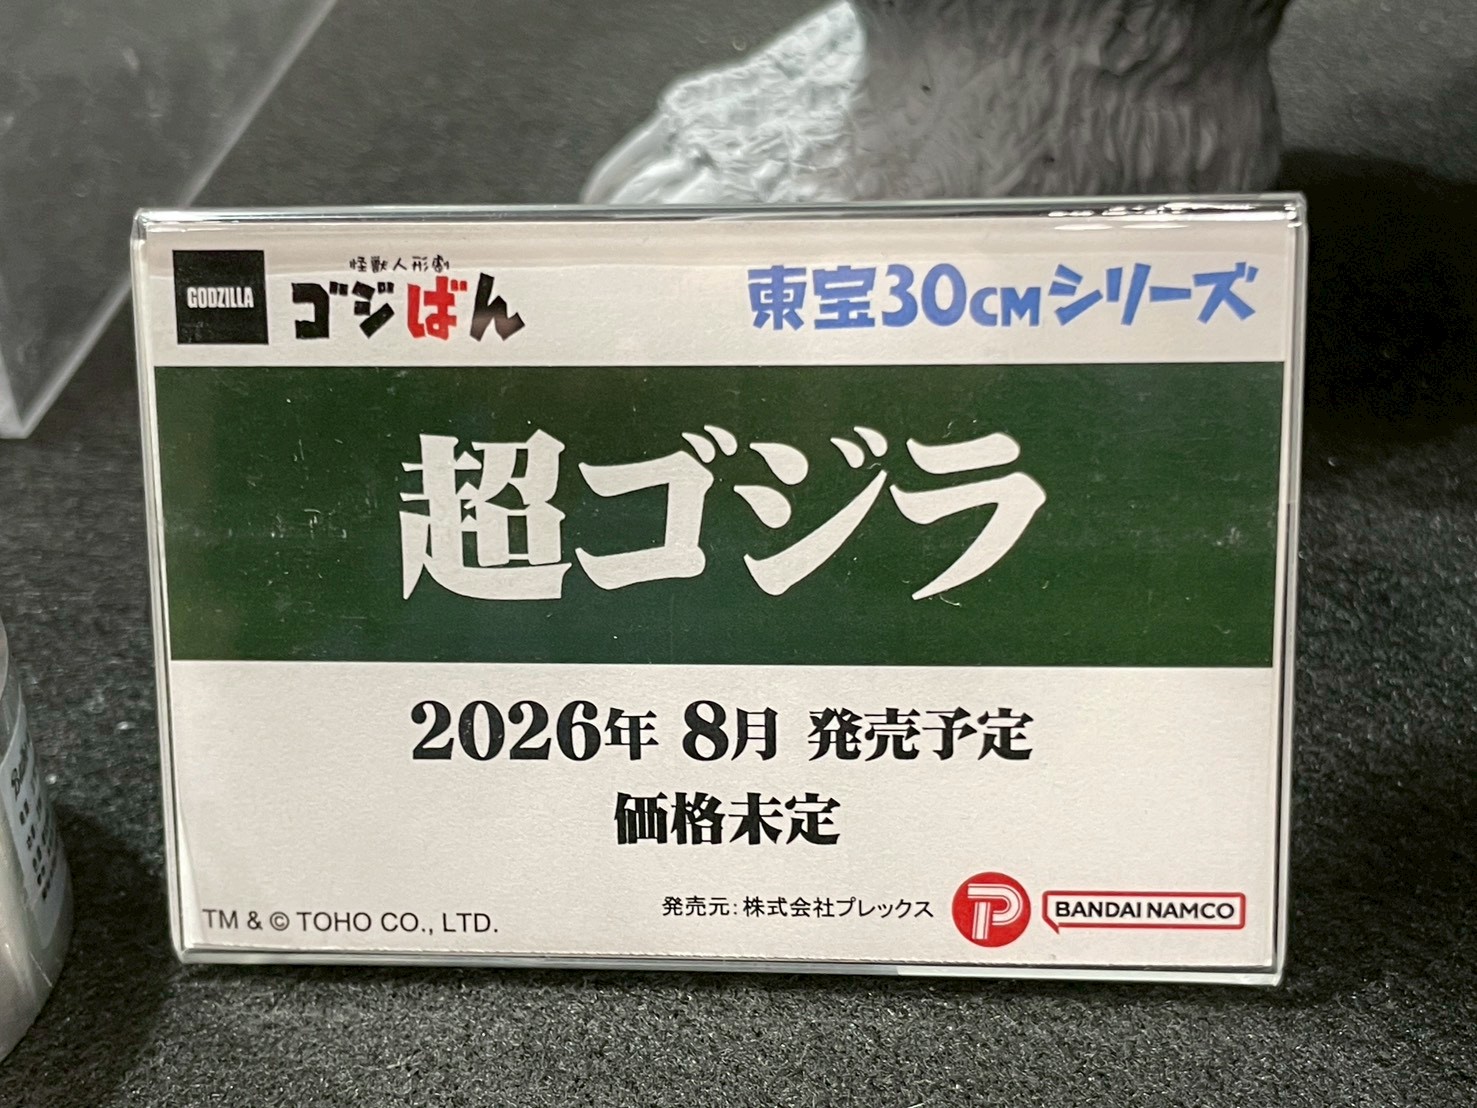 GODZILLA
怪獣人形劇
ゴジばん
東宝30CMシリーズ
超ゴジラ
2026年 8月 発売予定
価格未定
発売元：株式会社プレックス
BANDAI NAMCO
TM & © TOHO CO., LTD.